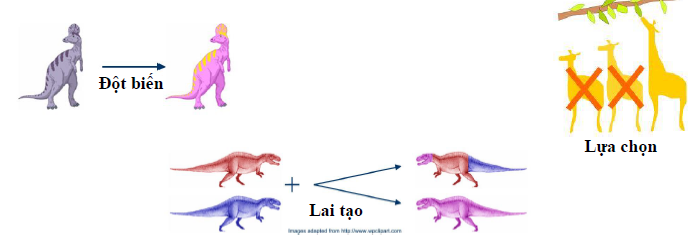 Đột biến
Lựa chọn
Lai tạo
Images adapted from http://www.wpclipart.com